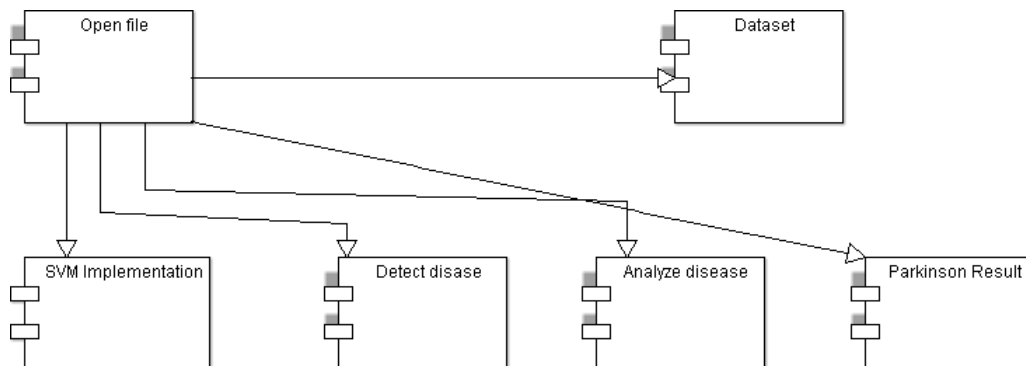 Open file
Dataset
SVM Implementation
Detect disase
Analyze disease
Parkinson Result